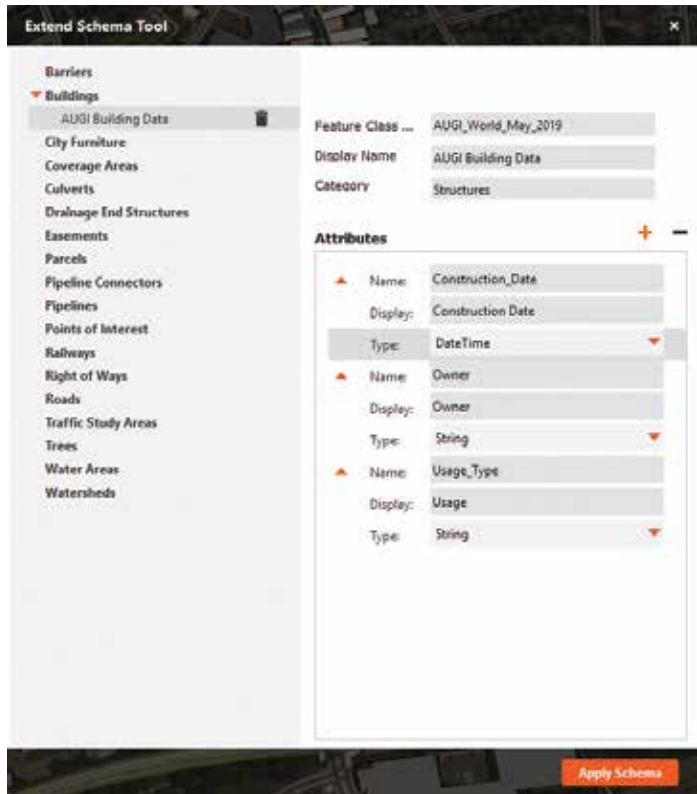 Extend Schema Tool
Barriers
Buildings
AUGI Building Data
City Furniture
Coverage Areas
Culverts
Drainage End Structures
Easements
Parcels
Pipeline Connectors
Pipelines
Points of Interest
Railways
Right of Ways
Roads
Traffic Study Areas
Trees
Water Areas
Watersheds
Feature Class ... AUGI_World_May_2019
Display Name AUGI Building Data
Category Structures
Attributes
Name: Construction_Date
Display: Construction Date
Type: DateTime
Name: Owner
Display: Owner
Type: String
Name: Usage_Type
Display: Usage
Type: String
Apply Schema